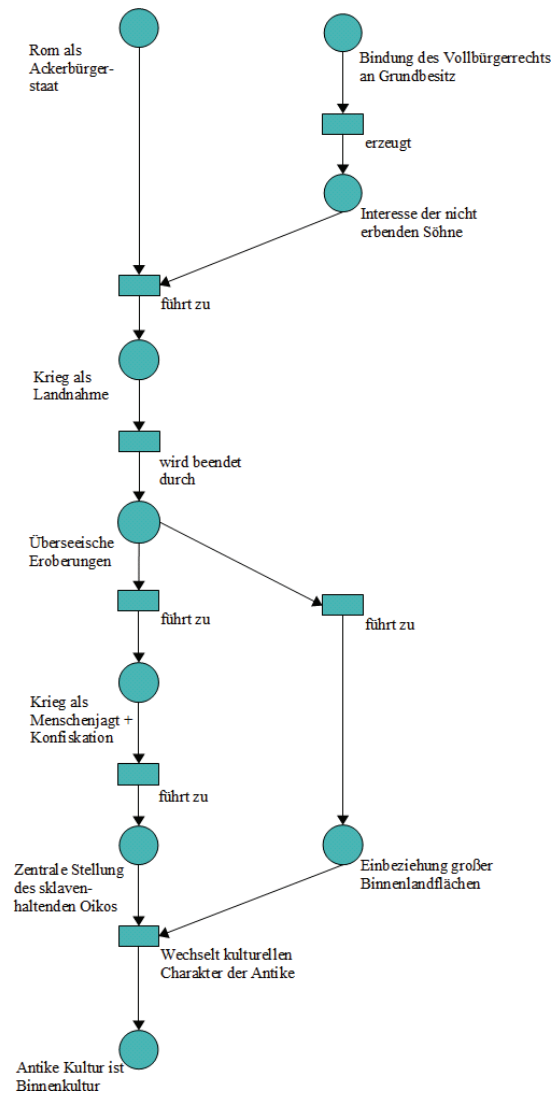 Rom als
Ackerbürger-
staat
Bindung des Vollbürgerrechts
an Grundbesitz
erzeugt
Interesse der nicht
erbenden Söhne
führt zu
Krieg als
Landnahme
wird beendet
durch
Überseeische
Eroberungen
führt zu
führt zu
Krieg als
Menschenjagt +
Konfiskation
führt zu
Zentrale Stellung
des sklaven-
haltenden Oikos
Einbeziehung großer
Binnenlandflächen
Wechselt kulturellen
Charakter der Antike
Antike Kultur ist
Binnenkultur